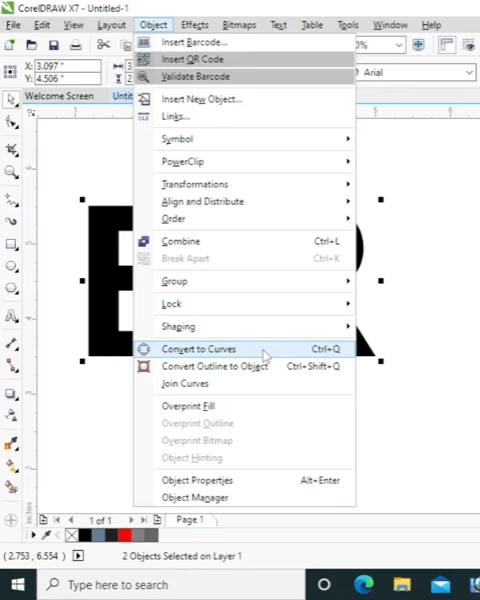 CorelDRAW X7 - Untitled-1
File Edit View Layout Object Effects Bitmaps Text Table Tools Window
X: 3.097 "
Y: 4.506 "
0%
Arial
Welcome Screen
Insert Barcode...
Insert QR Code
Validate Barcode
Insert New Object...
Links...
Symbol
PowerClip
Transformations
Align and Distribute
Order
Combine Ctrl+L
Break Apart Ctrl+K
Group
Lock
Shaping
Convert to Curves Ctrl+Q
Convert Outline to Object Ctrl+Shift+Q
Join Curves
Overprint Fill
Overprint Outline
Overprint Bitmap
Object Hinting
Object Properties Alt+Enter
Object Manager
1 of 1 Page 1
( 2.753, 6.554 ) 2 Objects Selected on Layer 1
Type here to search